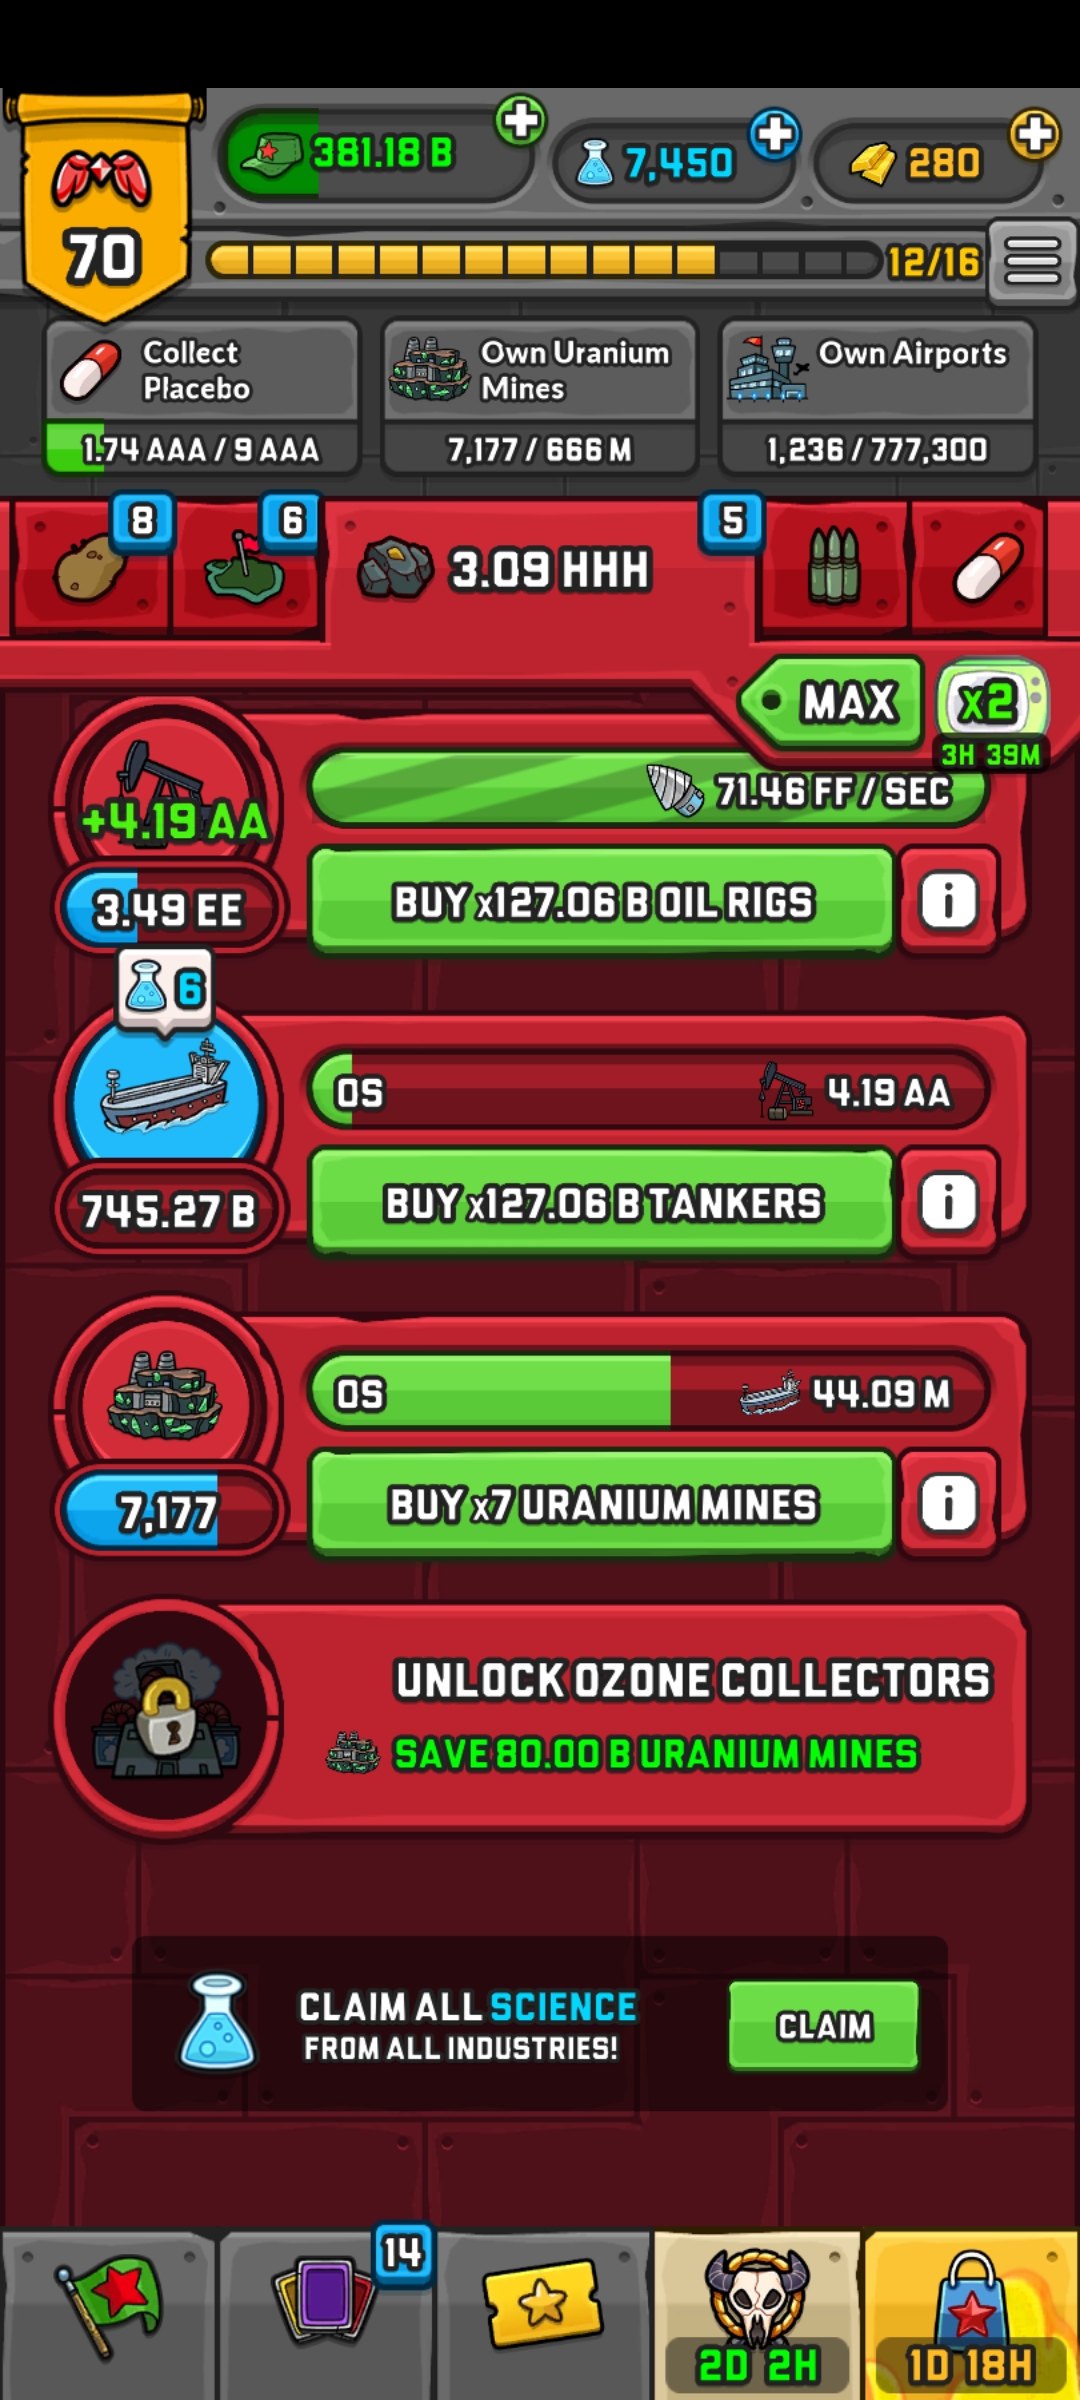 381.18 B
7,450
280
70
12/16
Collect
Placebo
1.74 AAA / 9 AAA
Own Uranium
Mines
7,177 / 666 M
Own Airports
1,236 / 777,300
8
6
3.09 HHH
5
MAX
x2
3H 39M
+4.19 AA
71.46 FF / SEC
3.49 EE
BUY x127.06 B OIL RIGS
i
6
0S
4.19 AA
745.27 B
BUY x127.06 B TANKERS
i
0S
44.09 M
7,177
BUY x7 URANIUM MINES
i
UNLOCK OZONE COLLECTORS
SAVE 80.00 B URANIUM MINES
CLAIM ALL SCIENCE
FROM ALL INDUSTRIES!
CLAIM
14
2D 2H
1D 18H